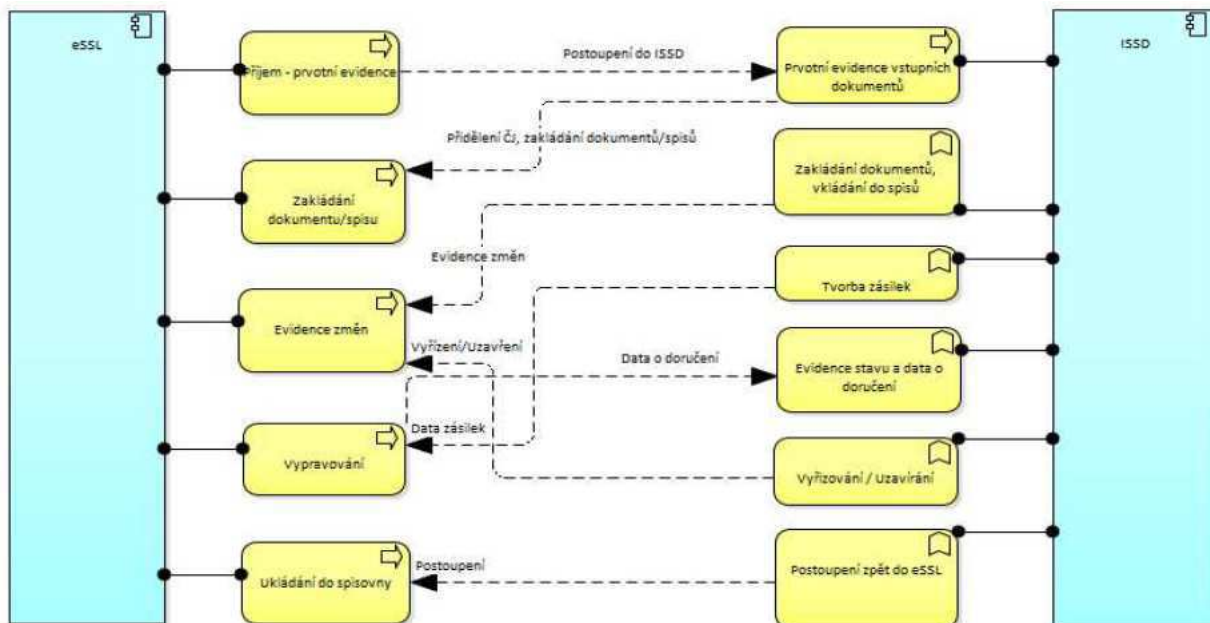 eSSL
ISSD
Příjem - prvotní evidence
Postoupení do ISSD
Prvotní evidence vstupních
dokumentů
Přidělení ČJ, zakládání dokumentů/spisů
Zakládání
dokumentu/spisu
Zakládání dokumentů,
vkládání do spisů
Evidence změn
Tvorba zásilek
Evidence změn
Vyřízení/Uzavření
Data o doručení
Evidence stavu a data o
doručení
Data zásilek
Vypravování
Vyřizování / Uzavírání
Ukládání do spisovny
Postoupení
Postoupení zpět do eSSL